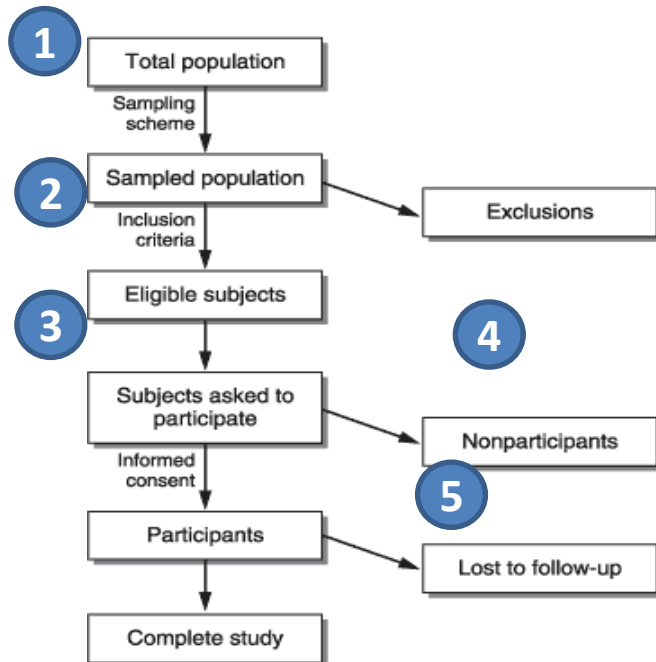 1
Total population
Sampling
scheme
2
Sampled population
Exclusions
Inclusion
criteria
Eligible subjects
3
4
Subjects asked to
participate
Nonparticipants
Informed
consent
5
Participants
Lost to follow-up
Complete study